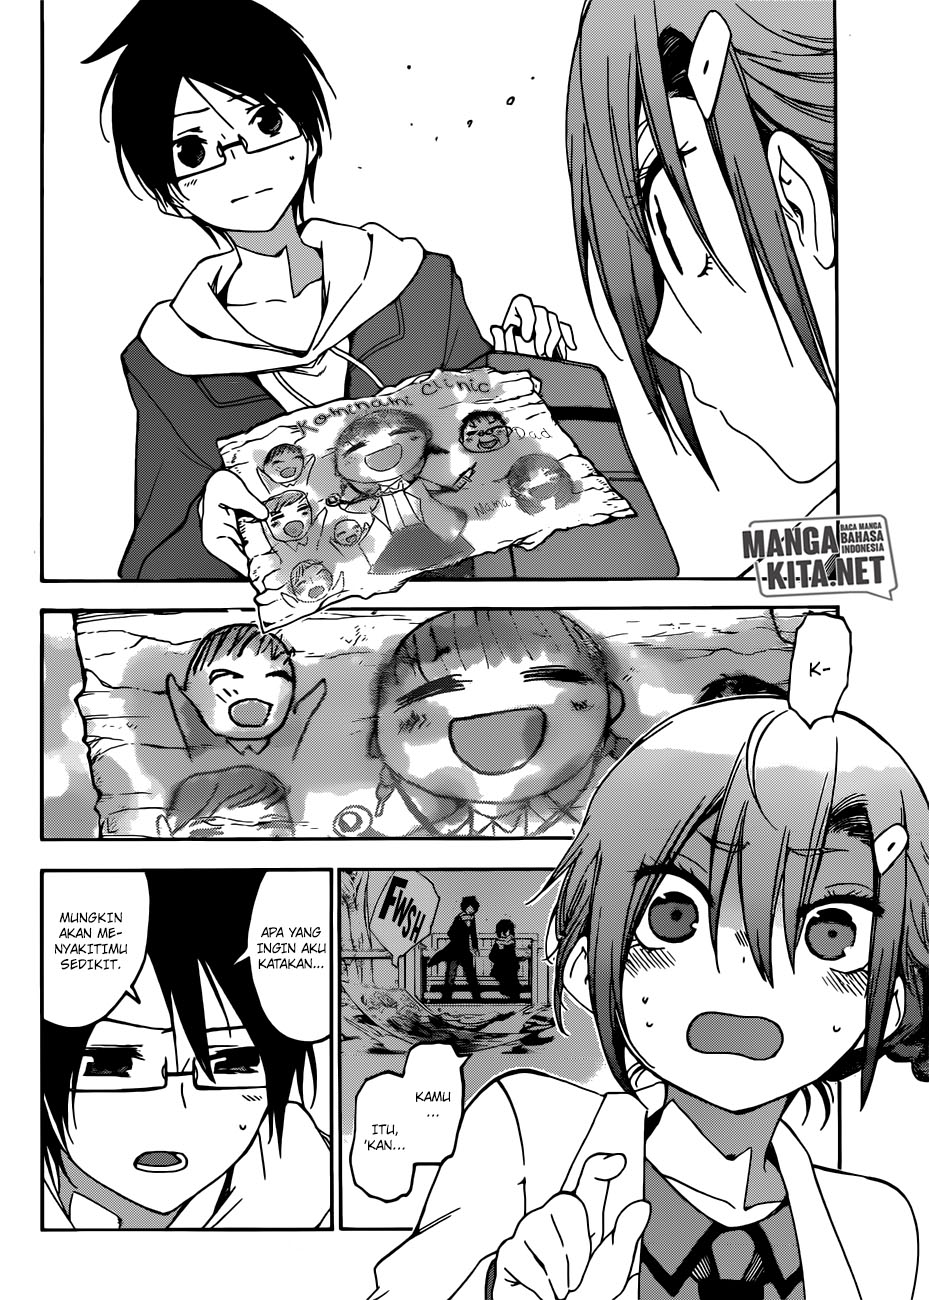 Kaminami Clinic
Dad
Mama
MANGA
-KITA.NET
BACA MANGA
BAHASA
INDONESIA
K-
FWSH
KAMU
...
ITU,
'KAN...
APA YANG
INGIN AKU
KATAKAN...
MUNGKIN
AKAN ME-
NYAKITIMU
SEDIKIT.